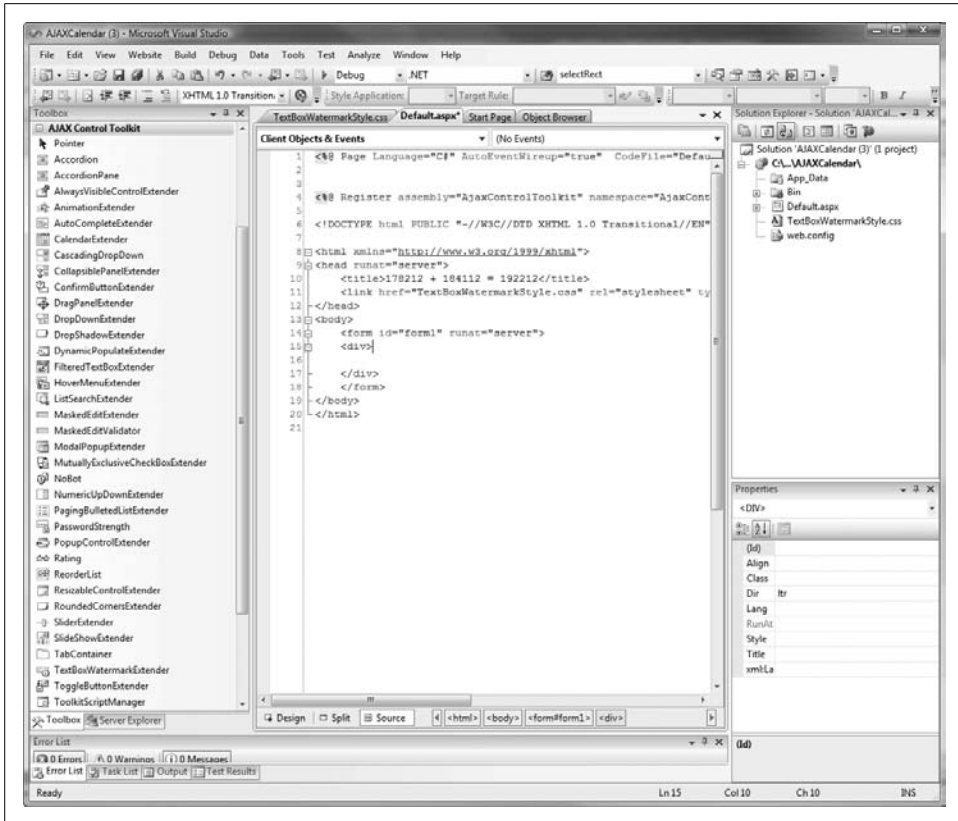 AJAXCalendar (3) - Microsoft Visual Studio
File Edit View Website Build Debug Data Tools Test Analyze Window Help
Debug .NET selectRect
XHTML 1.0 Transition: Style Application: Target Rule: B I
Toolbox
AJAX Control Toolkit
Pointer
Accordion
AccordionPane
AlwaysVisibleControlExtender
AnimationExtender
AutoCompleteExtender
CalendarExtender
CascadingDropDown
CollapsiblePanelExtender
ConfirmButtonExtender
DragPanelExtender
DropDownExtender
DropShadowExtender
DynamicPopulateExtender
FilteredTextBoxExtender
HoverMenuExtender
ListSearchExtender
MaskedEditExtender
MaskedEditValidator
ModalPopupExtender
MutuallyExclusiveCheckBoxExtender
NoBot
NumericUpDownExtender
PagingBulletedListExtender
PasswordStrength
PopupControlExtender
Rating
ReorderList
ResizableControlExtender
RoundedCornersExtender
SliderExtender
SlideShowExtender
TabContainer
TextBoxWatermarkExtender
ToggleButtonExtender
ToolkitScriptManager
Toolbox Server Explorer
TextBoxWatermarkStyle.css Default.aspx* Start Page Object Browser
Client Objects & Events (No Events)
1 <%@ Page Language="C#" AutoEventWireup="true" CodeFile="Defau
2
3
4 <%@ Register assembly="AjaxControlToolkit" namespace="AjaxCont
5
6 <!DOCTYPE html PUBLIC "-//W3C//DTD XHTML 1.0 Transitional//EN"
7
8 <html xmlns="http://www.w3.org/1999/xhtml">
9 <head runat="server">
10 <title>178212 + 184112 = 192212</title>
11 <link href="TextBoxWatermarkStyle.css" rel="stylesheet" ty
12 </head>
13 <body>
14 <form id="form1" runat="server">
15 <div>
16
17 </div>
18 </form>
19 </body>
20 </html>
21
Design Split Source <html> <body> <form#form1> <div>
Solution Explorer - Solution 'AJAXCal...
Solution 'AJAXCalendar (3)' (1 project)
C:\...\AJAXCalendar\
App_Data
Bin
Default.aspx
TextBoxWatermarkStyle.css
web.config
Properties
<DIV>
(Id)
Align
Class
Dir ltr
Lang
RunAt
Style
Title
xml:La
(Id)
Error List
0 Errors 0 Warnings 0 Messages
Error List Task List Output Test Results
Ready Ln 15 Col 10 Ch 10 INS